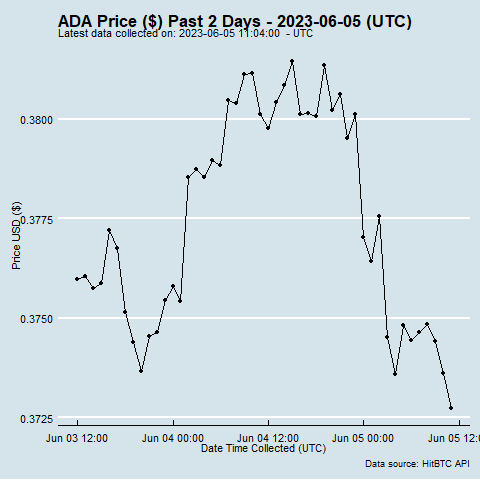 ADA Price ($) Past 2 Days - 2023-06-05 (UTC)
Latest data collected on: 2023-06-05 11:04:00 - UTC
Price USD ($)
0.3800
0.3775
0.3750
0.3725
Jun 03 12:00 Jun 04 00:00 Jun 04 12:00 Jun 05 00:00 Jun 05 12:00
Date Time Collected (UTC)
Data source: HitBTC API